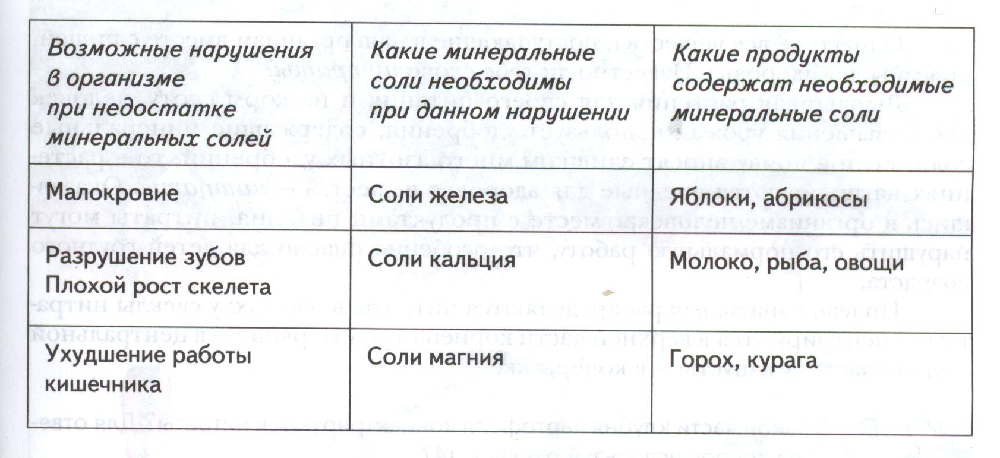 Возможные нарушения
в организме
при недостатке
минеральных солей
Какие минеральные
соли необходимы
при данном нарушении
Какие продукты
содержат необходимые
минеральные соли
Малокровие
Соли железа
Яблоки, абрикосы
Разрушение зубов
Плохой рост скелета
Соли кальция
Молоко, рыба, овощи
Ухудшение работы
кишечника
Соли магния
Горох, курага